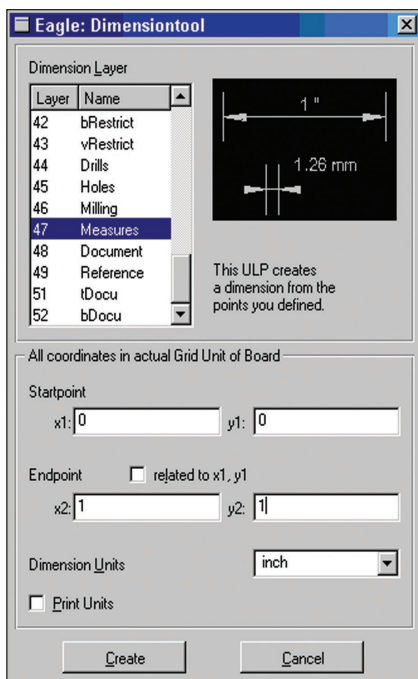 Eagle: Dimensiontool
Dimension Layer
Layer Name
42 bRestrict
43 vRestrict
44 Drills
45 Holes
46 Milling
47 Measures
48 Document
49 Reference
51 tDocu
52 bDocu
1 "
1.26 mm
This ULP creates
a dimension from the
points you defined.
All coordinates in actual Grid Unit of Board
Startpoint
x1: 0 y1: 0
Endpoint related to x1, y1
x2: 1 y2: 1
Dimension Units inch
Print Units
Create Cancel